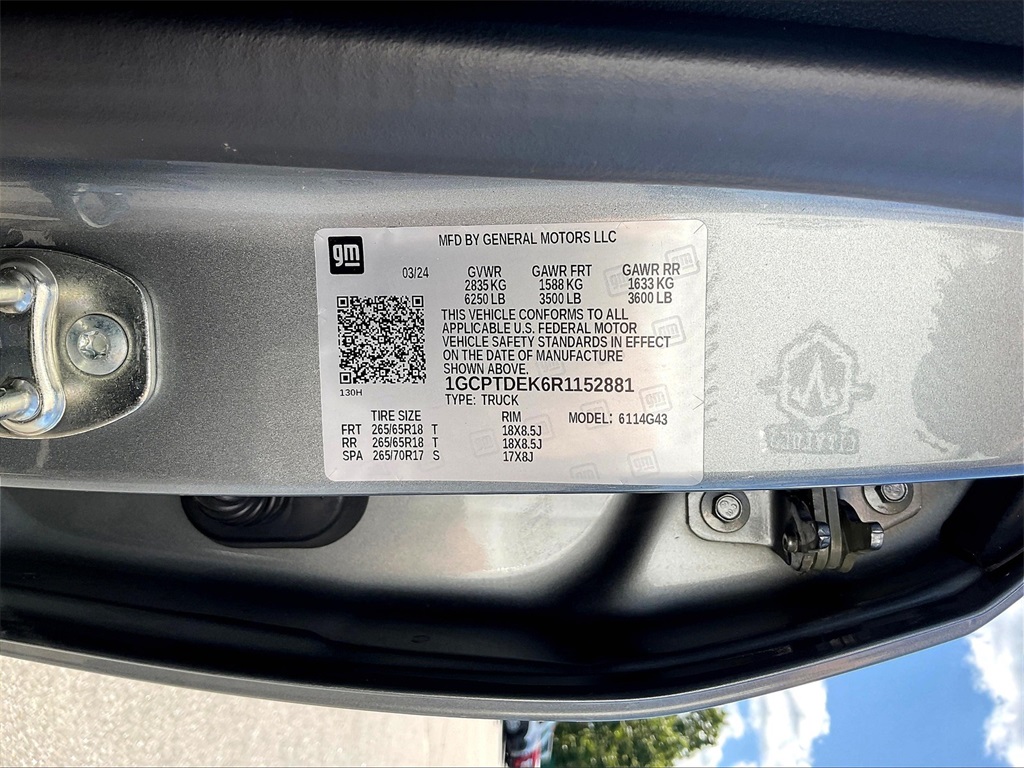 gm
MFD BY GENERAL MOTORS LLC
03/24 GVWR GAWR FRT GAWR RR
2835 KG 1588 KG 1633 KG
6250 LB 3500 LB 3600 LB
THIS VEHICLE CONFORMS TO ALL
APPLICABLE U.S. FEDERAL MOTOR
VEHICLE SAFETY STANDARDS IN EFFECT
ON THE DATE OF MANUFACTURE
SHOWN ABOVE.
130H
1GCPTDEK6R1152881
TYPE: TRUCK
TIRE SIZE RIM MODEL: 6114G43
FRT 265/65R18 T 18X8.5J
RR 265/65R18 T 18X8.5J
SPA 265/70R17 S 17X8J